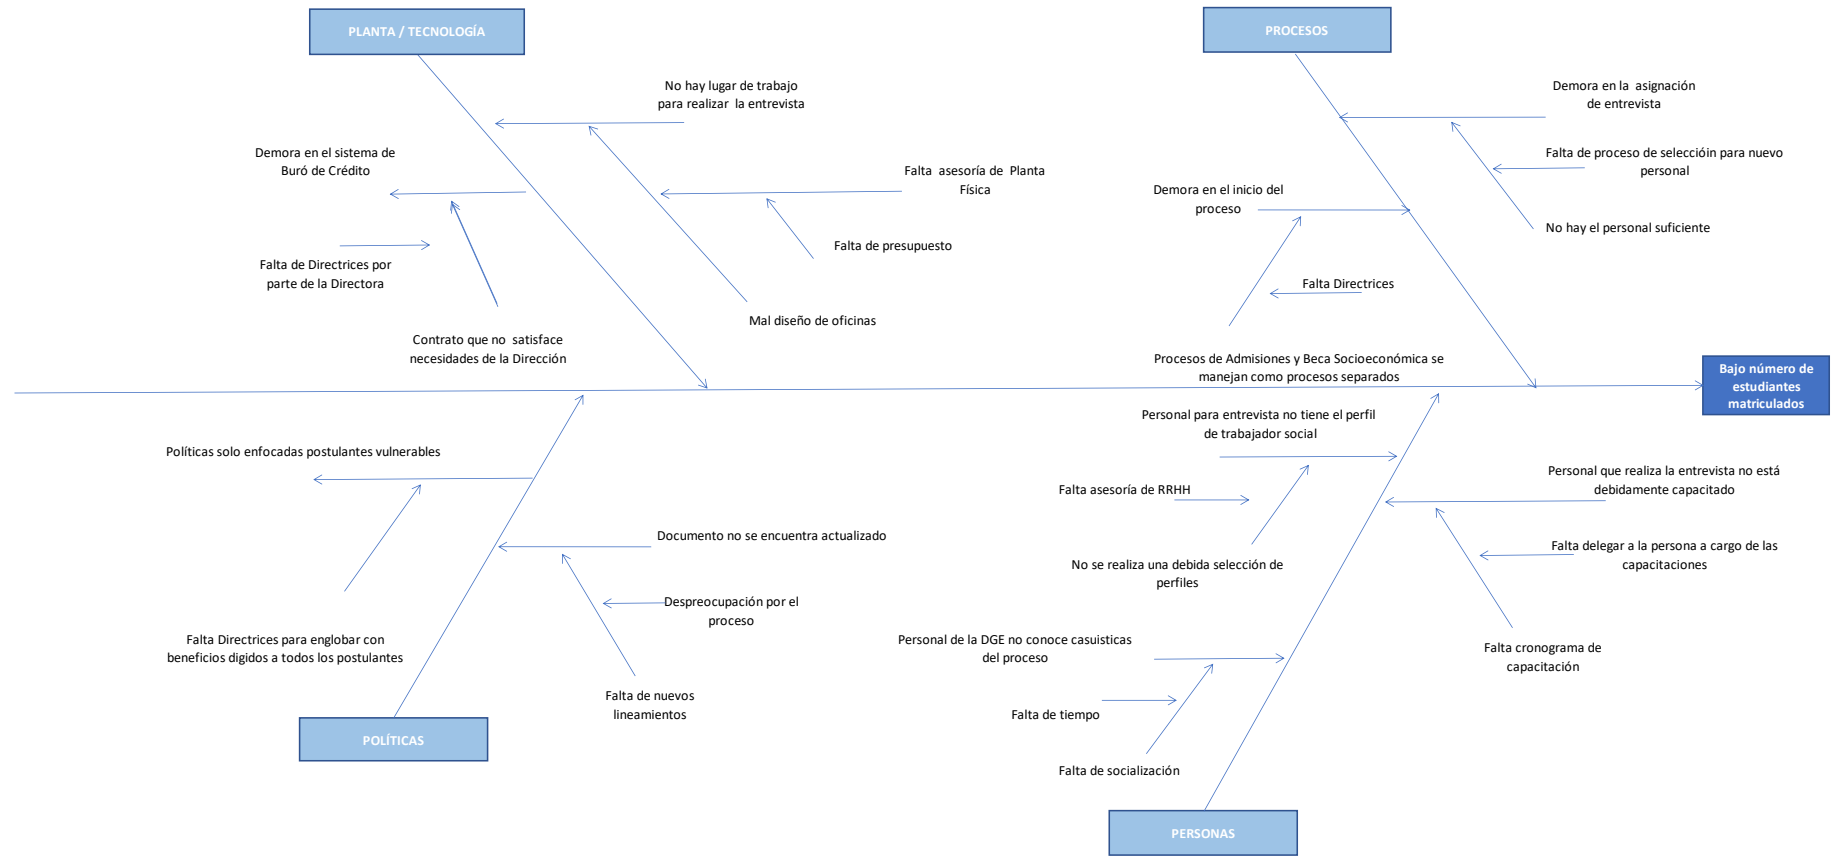 PLANTA / TECNOLOGÍA
PROCESOS
No hay lugar de trabajo
para realizar la entrevista
Demora en la asignación
de entrevista
Demora en el sistema de
Buró de Crédito
Falta de proceso de seleccióin para nuevo
personal
Falta asesoría de Planta
Física
Demora en el inicio del
proceso
No hay el personal suficiente
Falta de presupuesto
Falta de Directrices por
parte de la Directora
Falta Directrices
Mal diseño de oficinas
Contrato que no satisface
necesidades de la Dirección
Procesos de Admisiones y Beca Socioeconómica se
manejan como procesos separados
Bajo número de
estudiantes
matriculados
Personal para entrevista no tiene el perfil
de trabajador social
Políticas solo enfocadas postulantes vulnerables
Personal que realiza la entrevista no está
debidamente capacitado
Falta asesoría de RRHH
Documento no se encuentra actualizado
Falta delegar a la persona a cargo de las
capacitaciones
No se realiza una debida selección de
perfiles
Despreocupación por el
proceso
Falta Directrices para englobar con
beneficios digidos a todos los postulantes
Personal de la DGE no conoce casuisticas
del proceso
Falta cronograma de
capacitación
Falta de nuevos
lineamientos
Falta de tiempo
POLÍTICAS
Falta de socialización
PERSONAS